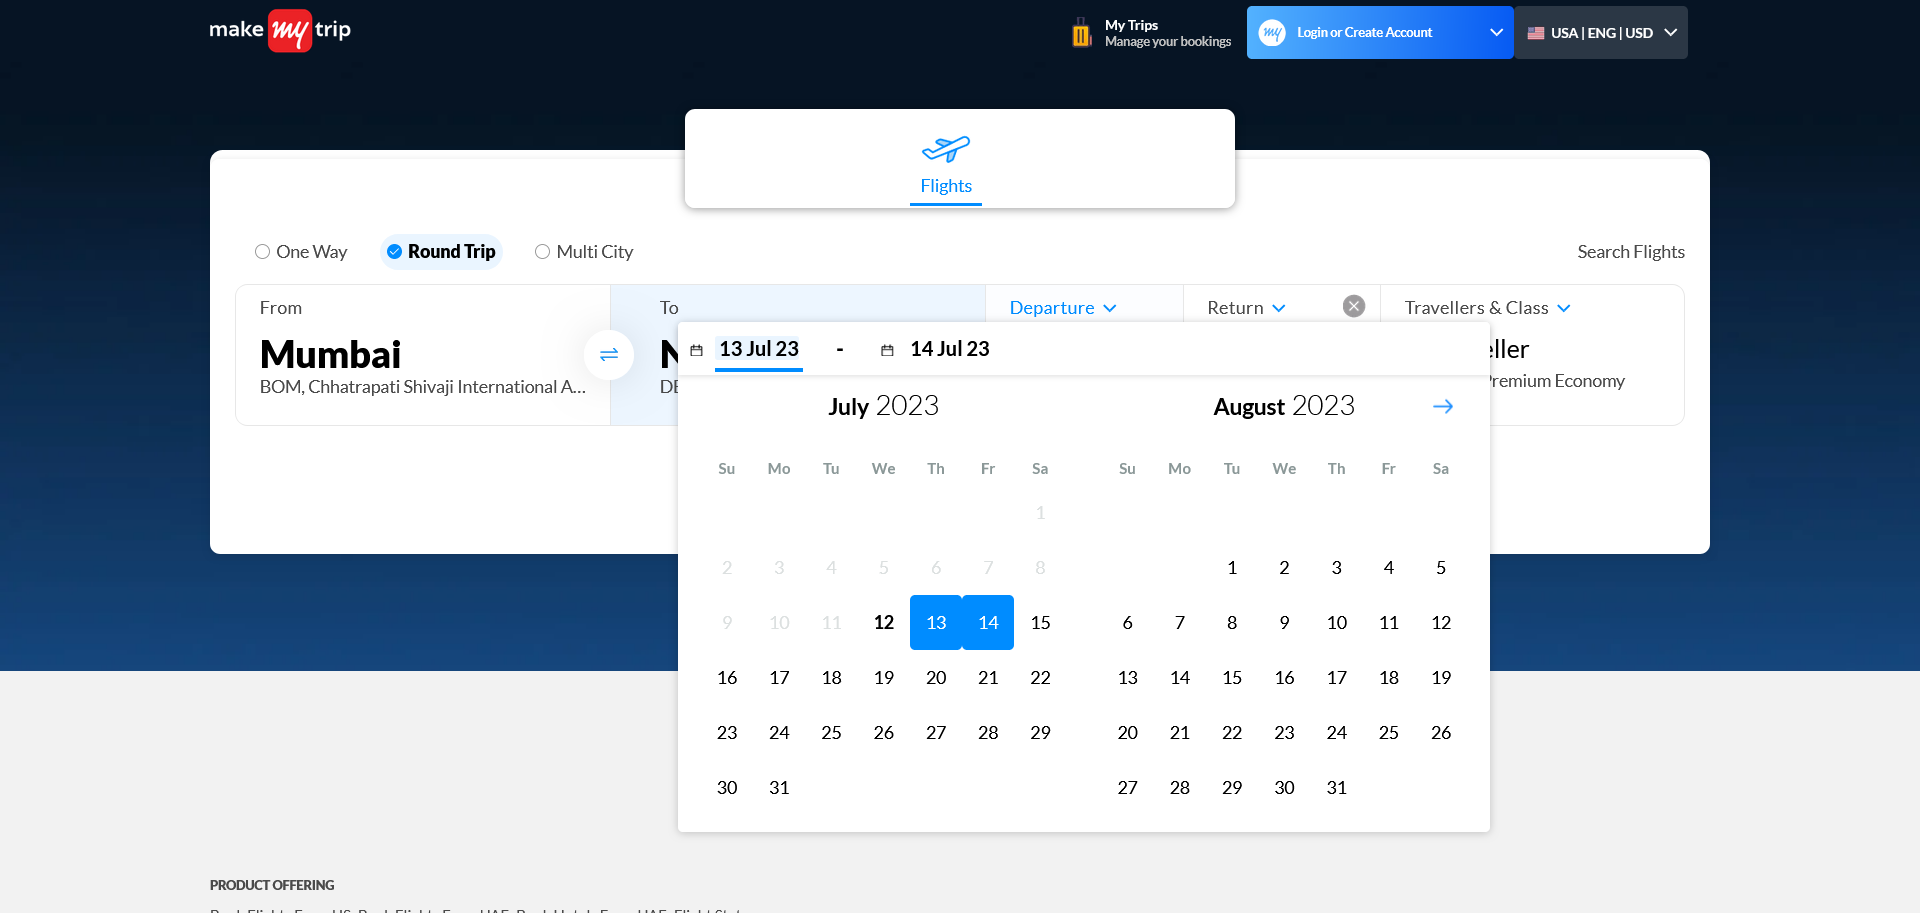 make my trip
My Trips
Manage your bookings
my Login or Create Account
USA | ENG | USD
Flights
One Way Round Trip Multi City
Search Flights
From To Departure Return Travellers & Class
Mumbai
BOM, Chhatrapati Shivaji International A...
13 Jul 23 - 14 Jul 23
Premium Economy
July 2023 August 2023
Su Mo Tu We Th Fr Sa Su Mo Tu We Th Fr Sa
1
2 3 4 5 6 7 8 1 2 3 4 5
9 10 11 12 13 14 15 6 7 8 9 10 11 12
16 17 18 19 20 21 22 13 14 15 16 17 18 19
23 24 25 26 27 28 29 20 21 22 23 24 25 26
30 31 27 28 29 30 31
PRODUCT OFFERING